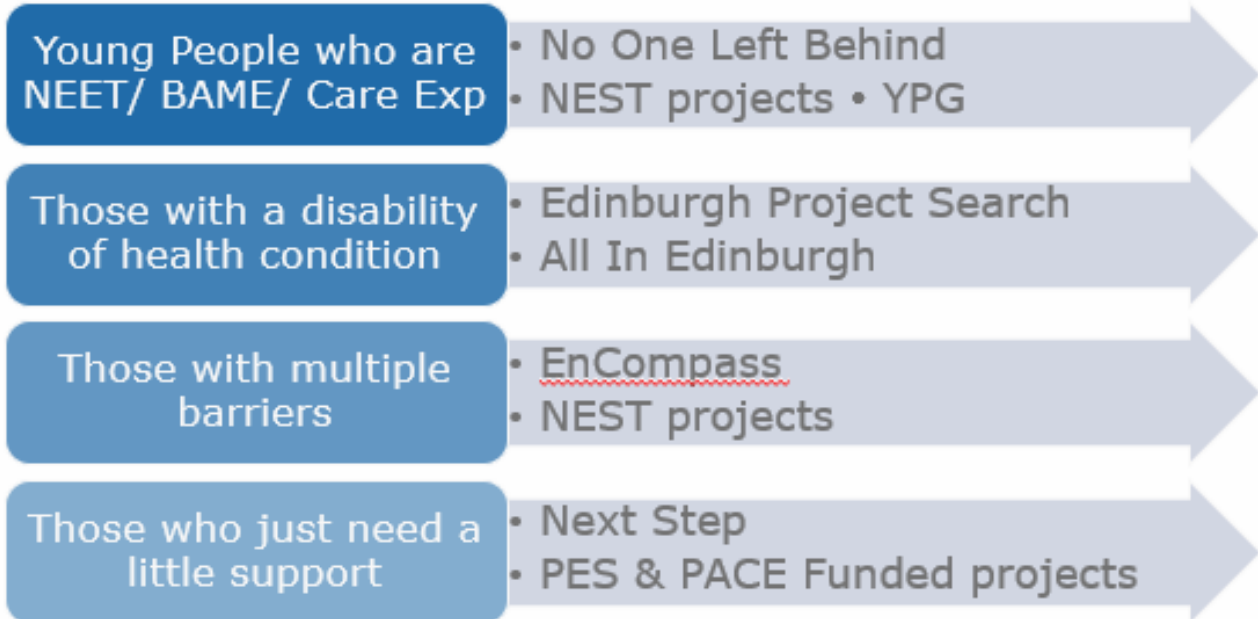 Young People who are
NEET/ BAME/ Care Exp
• No One Left Behind
• NEST projects • YPG
Those with a disability
of health condition
• Edinburgh Project Search
• All In Edinburgh
Those with multiple
barriers
• EnCompass
• NEST projects
Those who just need a
little support
• Next Step
• PES & PACE Funded projects